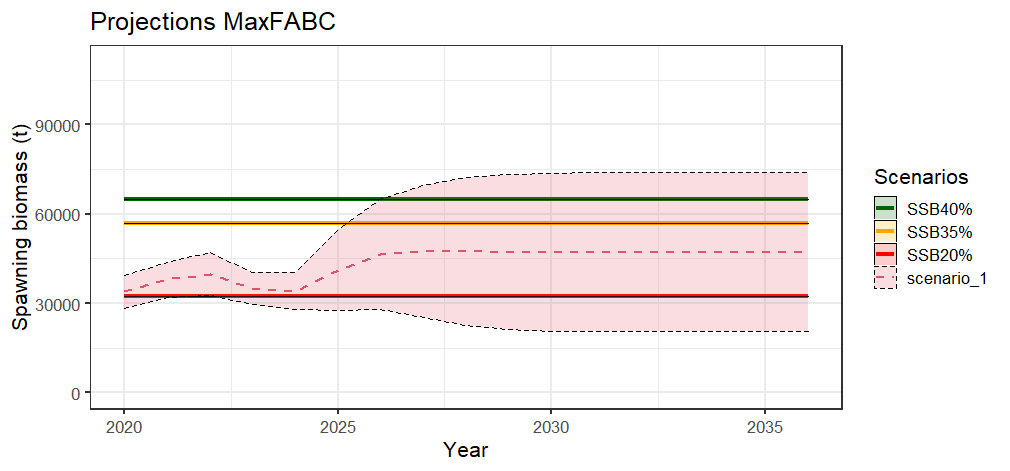 Projections MaxFABC
Spawning biomass (t)
90000
60000
30000
0
2020
2025
2030
2035
Year
Scenarios
SSB40%
SSB35%
SSB20%
scenario_1